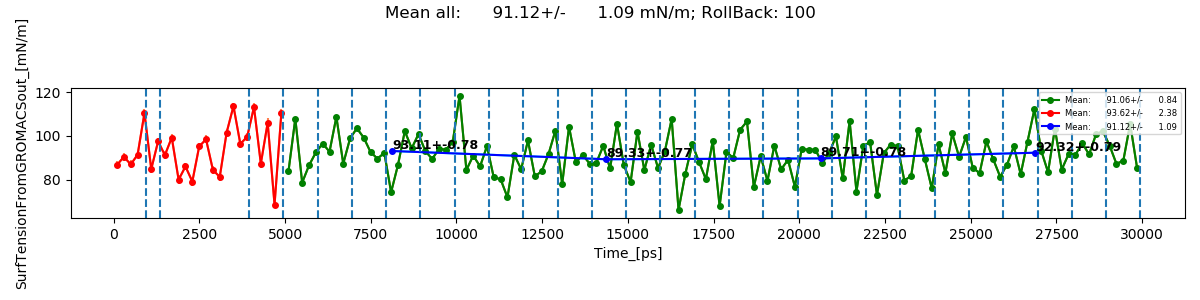 Mean all: 91.12+/- 1.09 mN/m; RollBack: 100
SurfTensionFromGROMACSout_[mN/m]
120
100
80
93.11+-0.78
89.33+-0.77
89.71+-0.78
92.32+-0.79
Mean: 91.06+/- 0.84
Mean: 93.62+/- 2.38
Mean: 91.12+/- 1.09
0 2500 5000 7500 10000 12500 15000 17500 20000 22500 25000 27500 30000
Time_[ps]